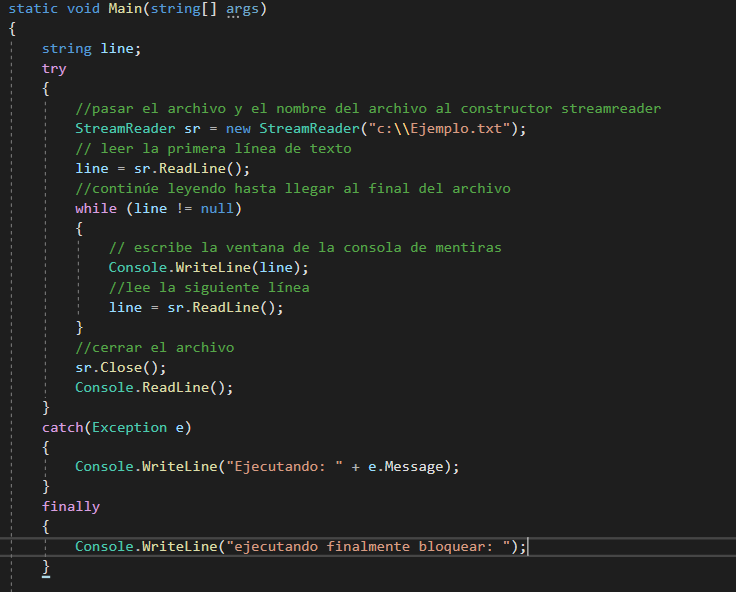 static void Main(string[] args)
{
string line;
try
{
//pasar el archivo y el nombre del archivo al constructor streamreader
StreamReader sr = new StreamReader("c:\\Ejemplo.txt");
// leer la primera línea de texto
line = sr.ReadLine();
//continúe leyendo hasta llegar al final del archivo
while (line != null)
{
// escribe la ventana de la consola de mentiras
Console.WriteLine(line);
//lee la siguiente línea
line = sr.ReadLine();
}
//cerrar el archivo
sr.Close();
Console.ReadLine();
}
catch(Exception e)
{
Console.WriteLine("Ejecutando: " + e.Message);
}
finally
{
Console.WriteLine("ejecutando finalmente bloquear: ");
}